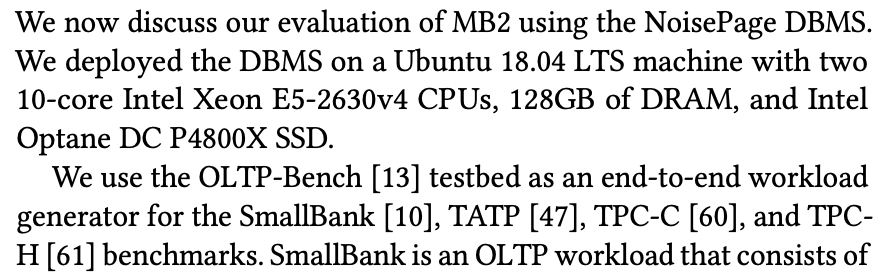 We now discuss our evaluation of MB2 using the NoisePage DBMS.
We deployed the DBMS on a Ubuntu 18.04 LTS machine with two
10-core Intel Xeon E5-2630v4 CPUs, 128GB of DRAM, and Intel
Optane DC P4800X SSD.
We use the OLTP-Bench [13] testbed as an end-to-end workload
generator for the SmallBank [10], TATP [47], TPC-C [60], and TPC-
H [61] benchmarks. SmallBank is an OLTP workload that consists of